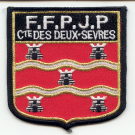 F.F.P.J.P
CTE DES DEUX-SEVRES